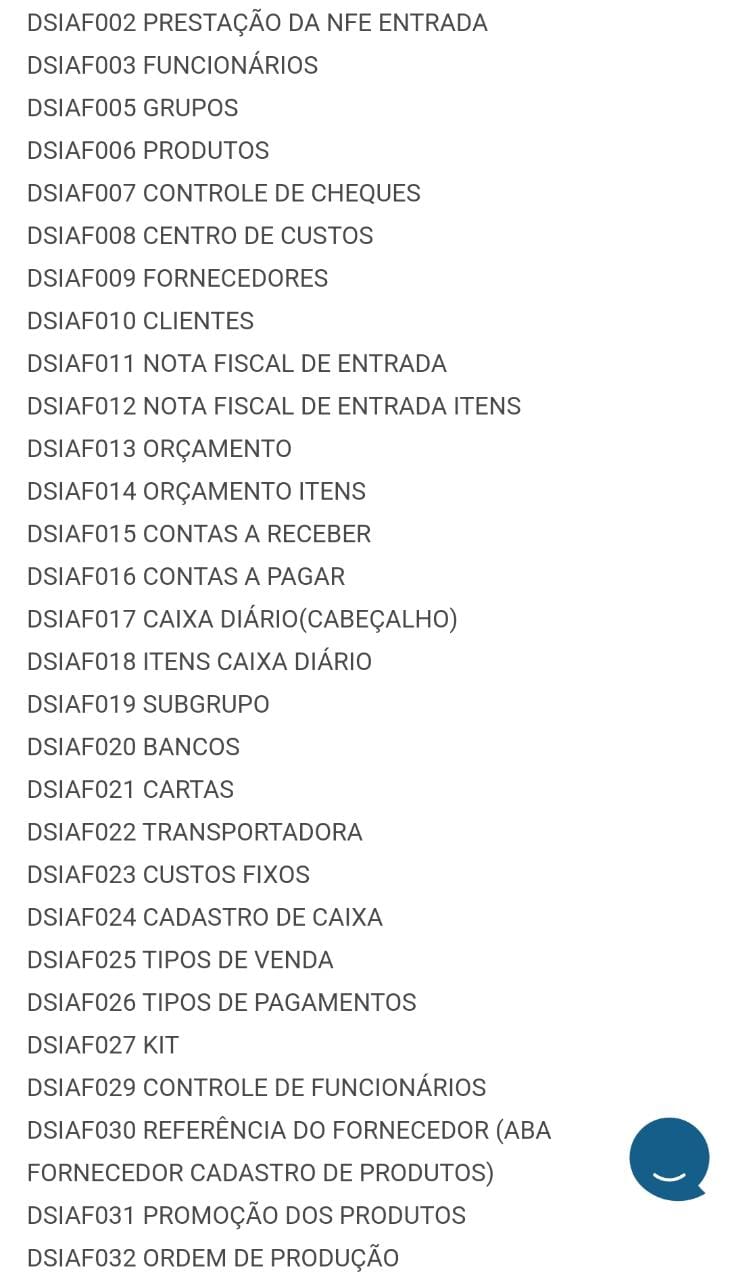 DSIAF002 PRESTAÇÃO DA NFE ENTRADA
DSIAF003 FUNCIONÁRIOS
DSIAF005 GRUPOS
DSIAF006 PRODUTOS
DSIAF007 CONTROLE DE CHEQUES
DSIAF008 CENTRO DE CUSTOS
DSIAF009 FORNECEDORES
DSIAF010 CLIENTES
DSIAF011 NOTA FISCAL DE ENTRADA
DSIAF012 NOTA FISCAL DE ENTRADA ITENS
DSIAF013 ORÇAMENTO
DSIAF014 ORÇAMENTO ITENS
DSIAF015 CONTAS A RECEBER
DSIAF016 CONTAS A PAGAR
DSIAF017 CAIXA DIÁRIO(CABEÇALHO)
DSIAF018 ITENS CAIXA DIÁRIO
DSIAF019 SUBGRUPO
DSIAF020 BANCOS
DSIAF021 CARTAS
DSIAF022 TRANSPORTADORA
DSIAF023 CUSTOS FIXOS
DSIAF024 CADASTRO DE CAIXA
DSIAF025 TIPOS DE VENDA
DSIAF026 TIPOS DE PAGAMENTOS
DSIAF027 KIT
DSIAF029 CONTROLE DE FUNCIONÁRIOS
DSIAF030 REFERÊNCIA DO FORNECEDOR (ABA
FORNECEDOR CADASTRO DE PRODUTOS)
DSIAF031 PROMOÇÃO DOS PRODUTOS
DSIAF032 ORDEM DE PRODUÇÃO